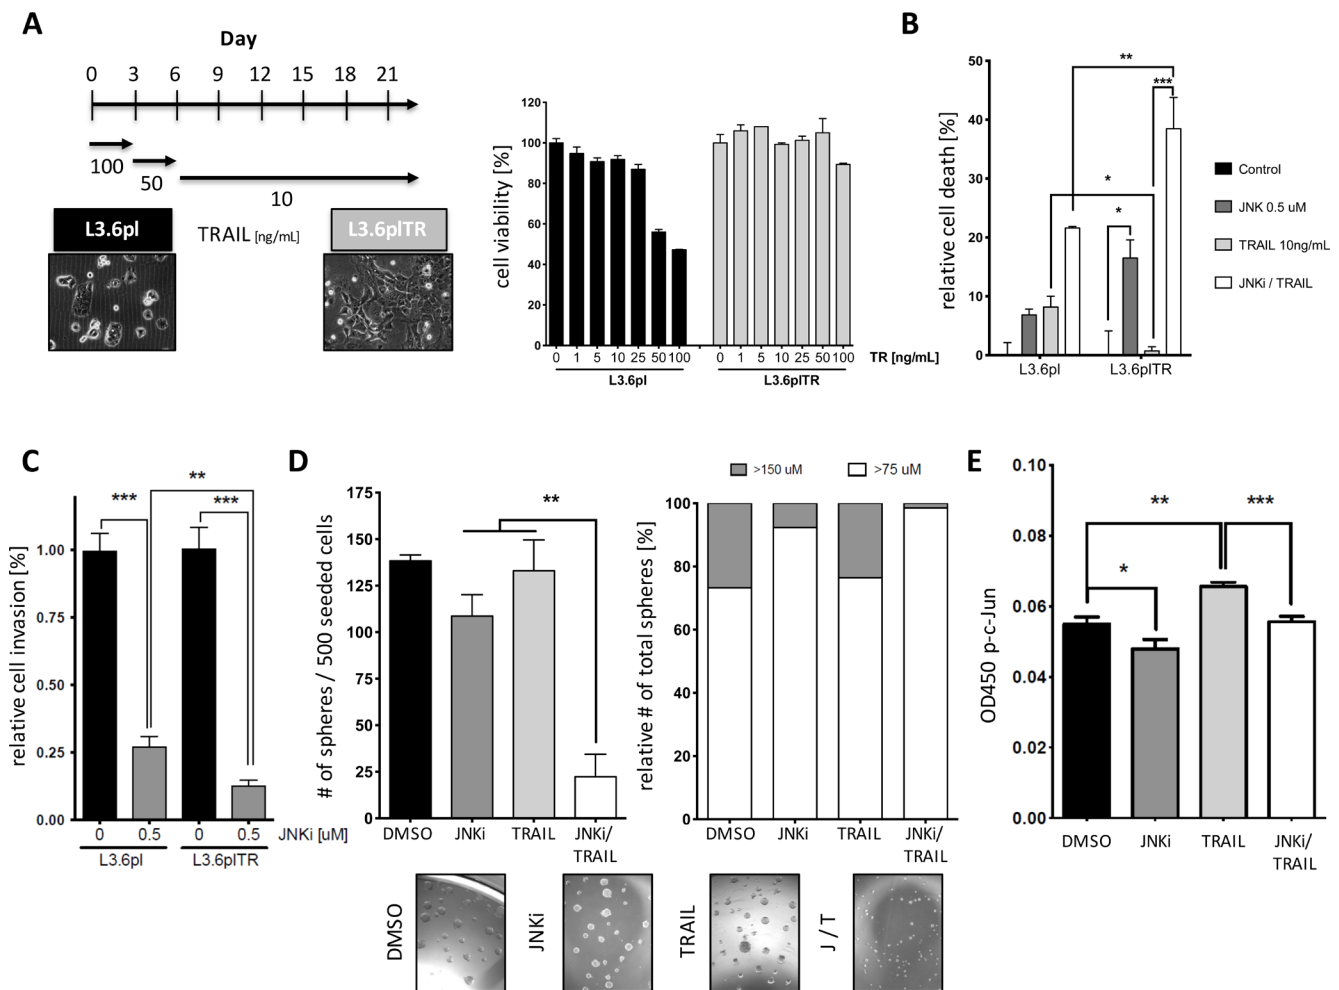 A
Day
0 3 6 9 12 15 18 21
100
50
10
L3.6pl
TRAIL [ng/mL]
L3.6plTR
cell viability [%]
120
100
80
60
40
20
0
0 1 5 10 25 50 100 0 1 5 10 25 50 100 TR [ng/mL]
L3.6pl L3.6plTR
B
relative cell death [%]
50
40
30
20
10
0
**
***
*
*
L3.6pl L3.6plTR
Control
JNK 0.5 uM
TRAIL 10ng/mL
JNKi / TRAIL
C
relative cell invasion [%]
1.00
0.75
0.50
0.25
0.00
**
***
***
0 0.5 0 0.5 JNKi [uM]
L3.6pl L3.6plTR
D
# of spheres / 500 seeded cells
175
150
125
100
75
50
25
0
**
DMSO JNKi TRAIL JNKi/
TRAIL
>150 uM >75 uM
relative # of total spheres [%]
100
80
60
40
20
0
DMSO JNKi TRAIL JNKi/
TRAIL
DMSO
JNKi
TRAIL
J / T
E
OD450 p-c-Jun
0.10
0.08
0.06
0.04
0.02
0.00
**
***
*
DMSO JNKi TRAIL JNKi/
TRAIL